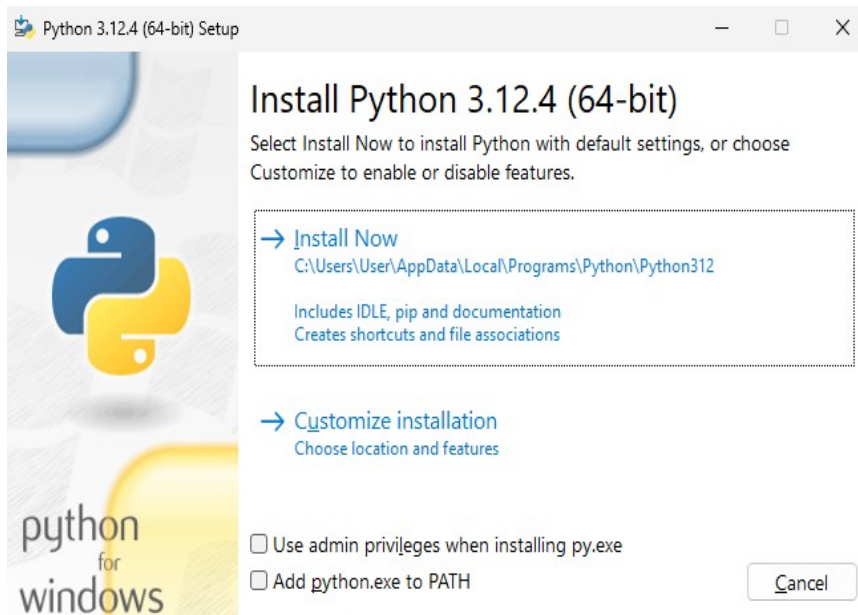 Python 3.12.4 (64-bit) Setup
Install Python 3.12.4 (64-bit)
Select Install Now to install Python with default settings, or choose
Customize to enable or disable features.
Install Now
C:\Users\User\AppData\Local\Programs\Python\Python312
Includes IDLE, pip and documentation
Creates shortcuts and file associations
Customize installation
Choose location and features
python
for
windows
Use admin privileges when installing py.exe
Add python.exe to PATH
Cancel